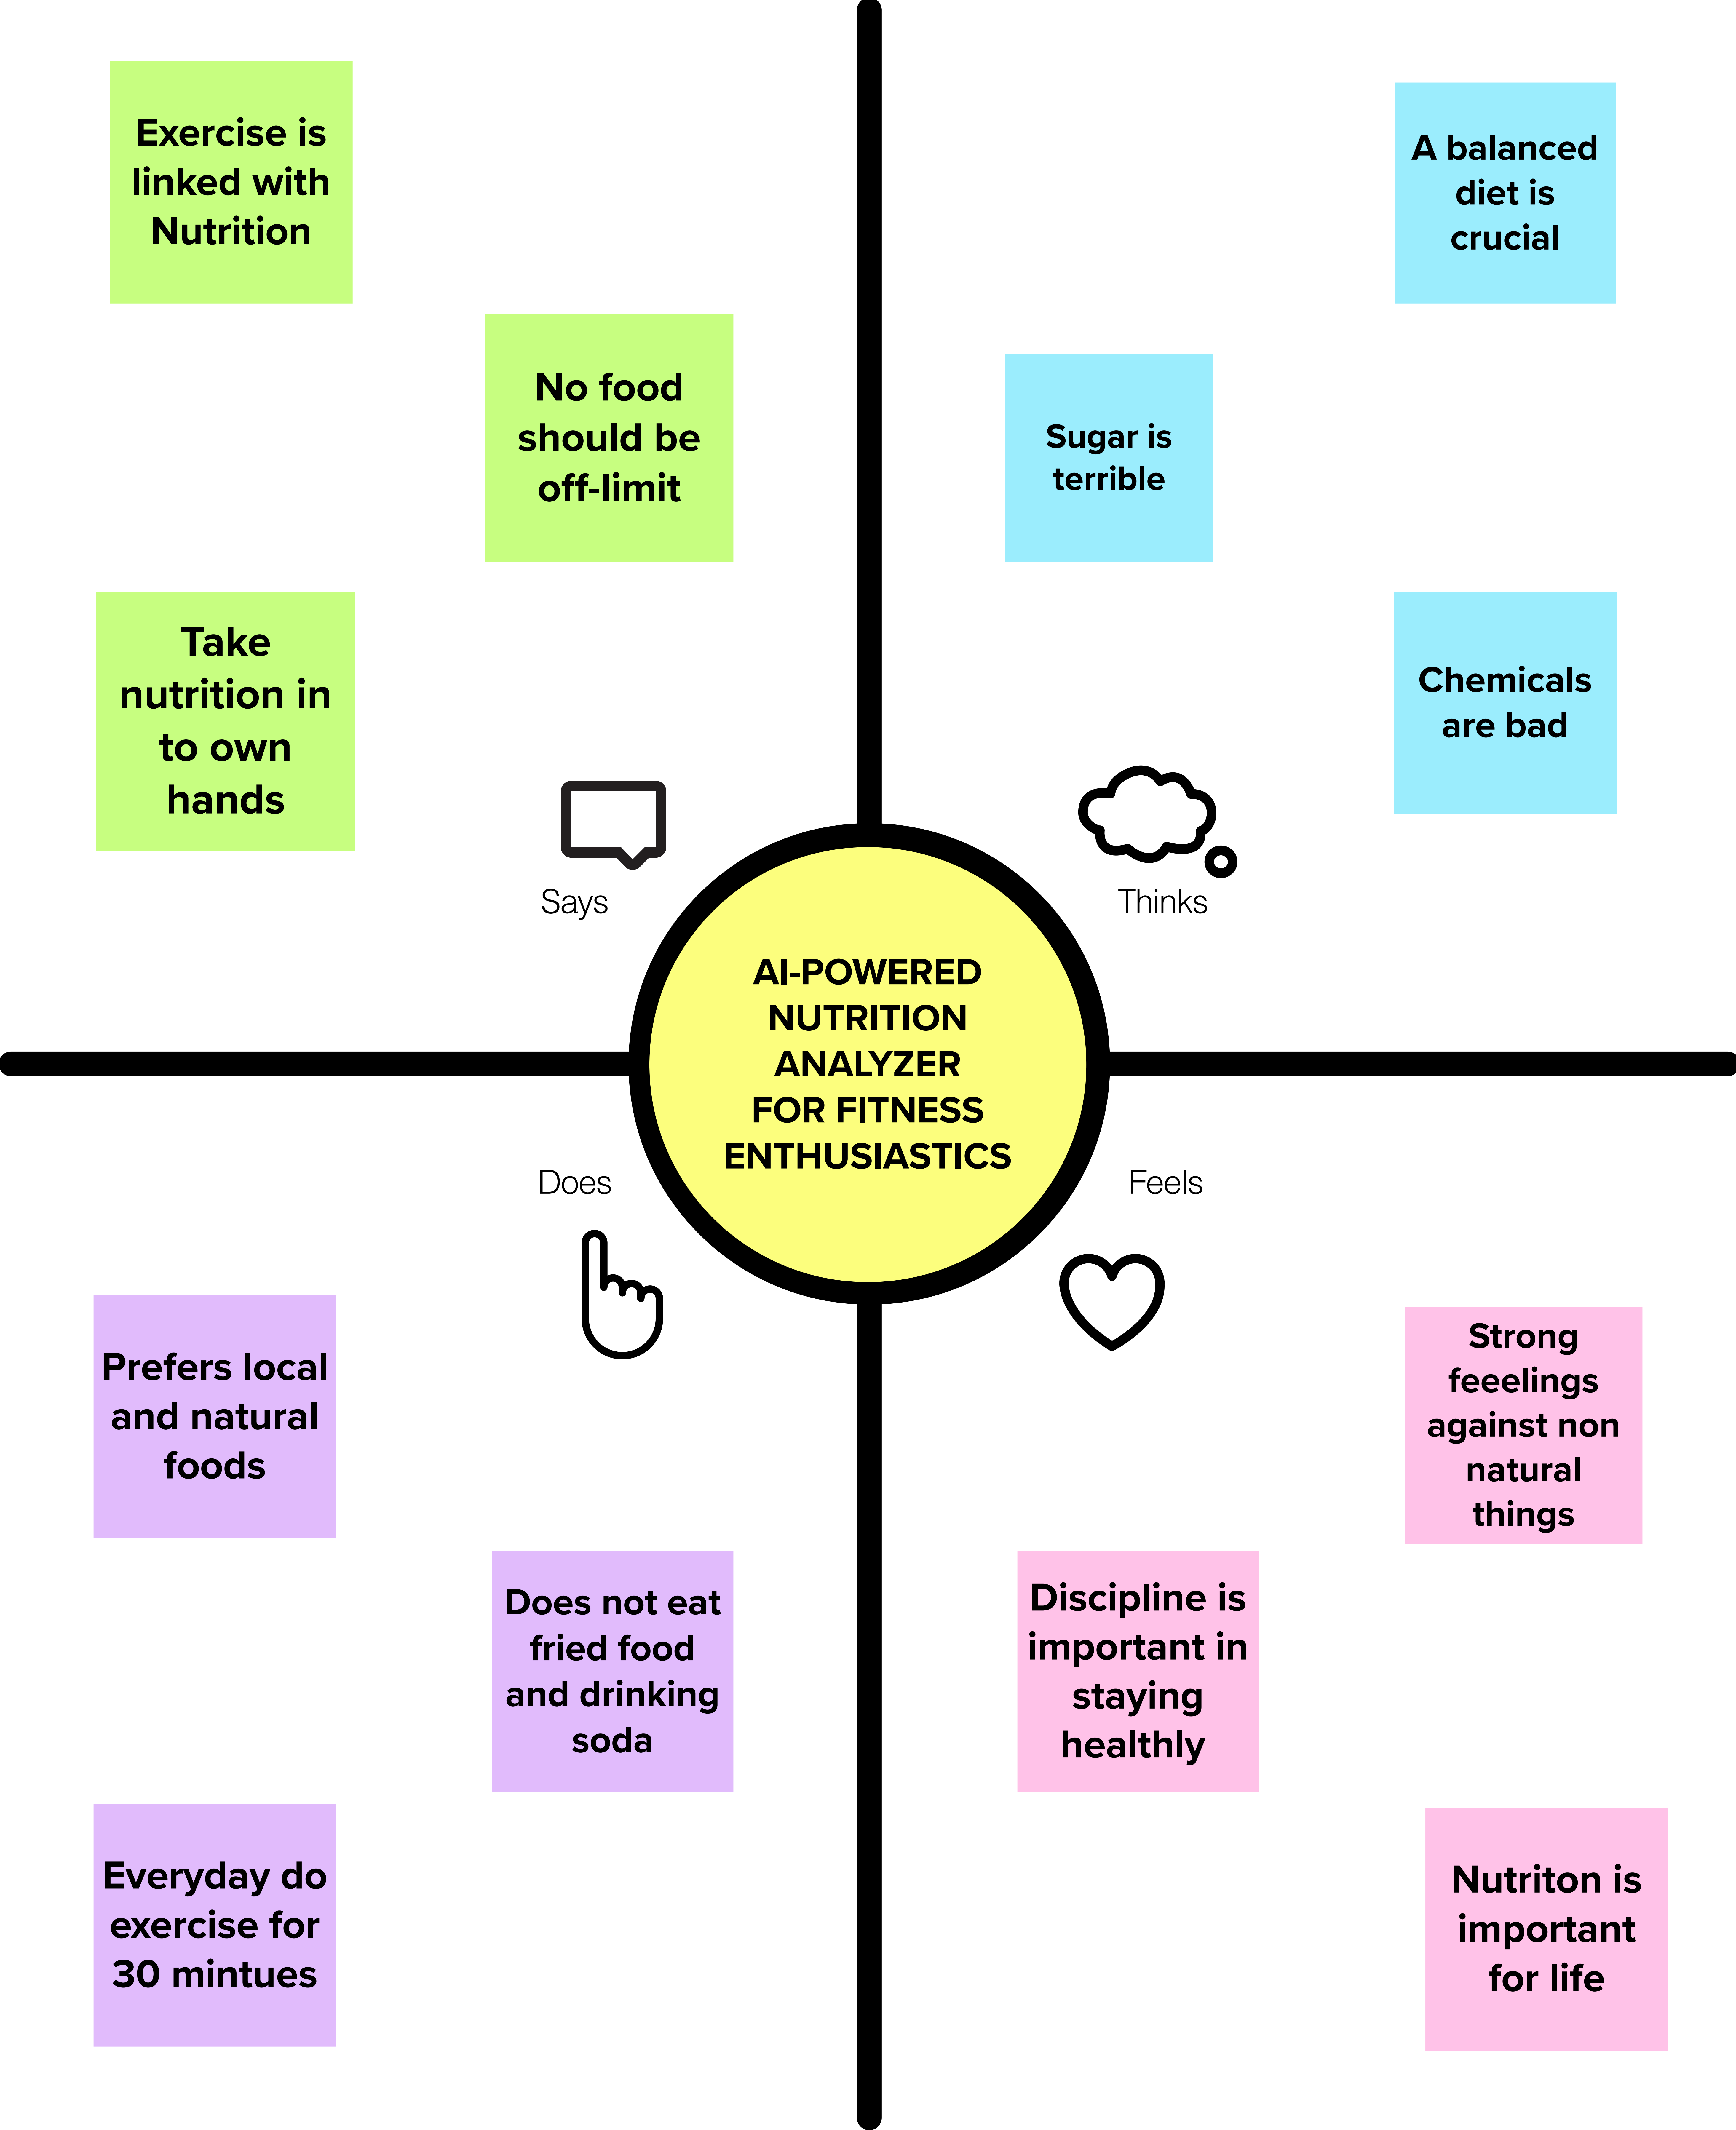 Exercise is
linked with
Nutrition
No food
should be
off-limit
Take
nutrition in
to own
hands
Says
A balanced
diet is
crucial
Sugar is
terrible
Chemicals
are bad
Thinks
AI-POWERED
NUTRITION
ANALYZER
FOR FITNESS
ENTHUSIASTICS
Does
Prefers local
and natural
foods
Does not eat
fried food
and drinking
soda
Everyday do
exercise for
30 mintues
Feels
Strong
feeelings
against non
natural
things
Discipline is
important in
staying
healthly
Nutriton is
important
for life